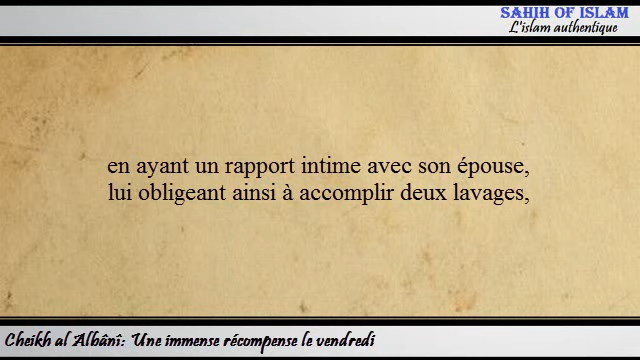 SAHIH OF ISLAM
L'islam authentique
en ayant un rapport intime avec son épouse,
lui obligeant ainsi à accomplir deux lavages,
Cheikh al Albânî: Une immense récompense le vendredi